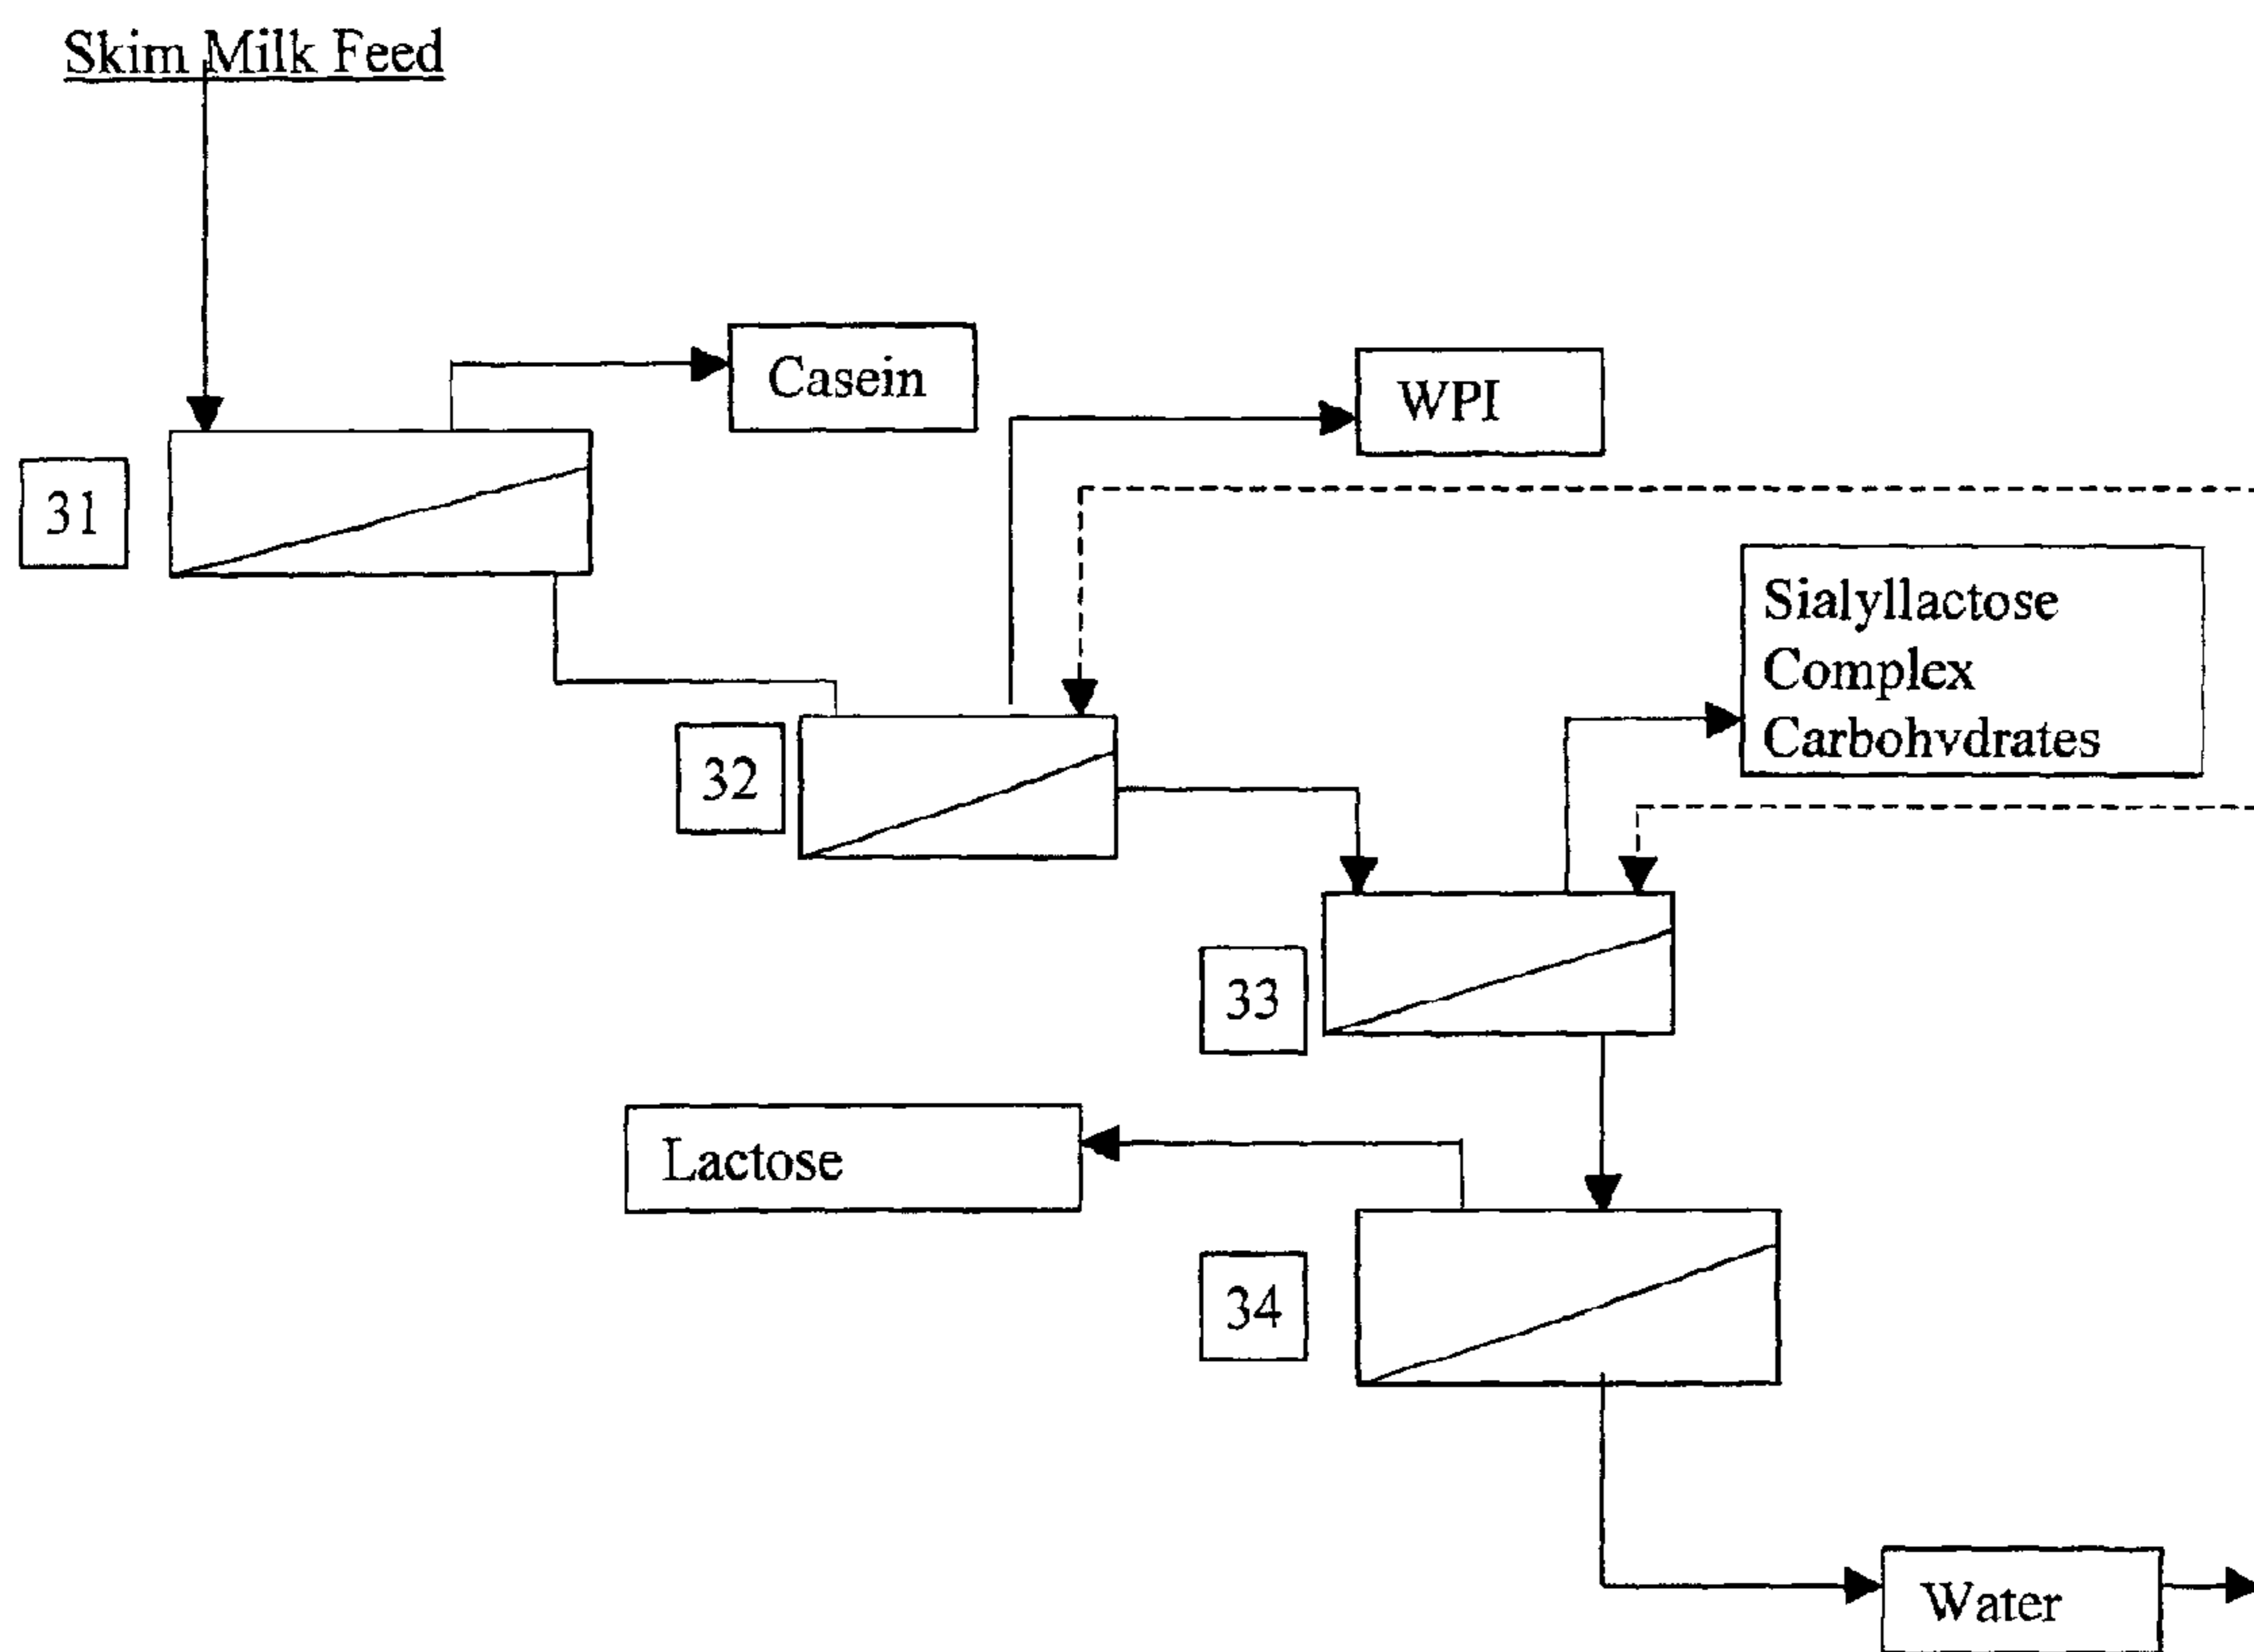 Skim Milk Feed
Casein
WPI
31
Sialyllactose
Complex
Carbohvdrates
32
33
Lactose
34
Water